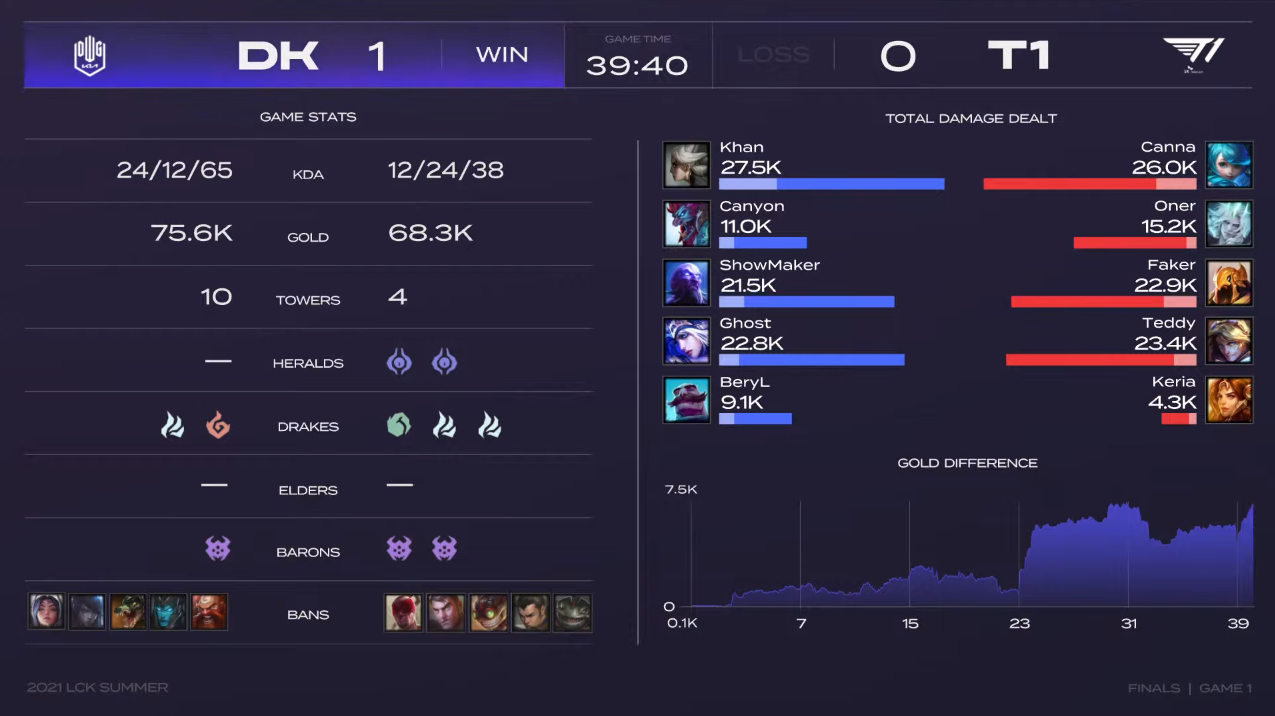 DWG
KIA
DK 1 WIN
GAME TIME
39:40
LOSS 0 T1
T1
GAME STATS
24/12/65 KDA 12/24/38
75.6K GOLD 68.3K
10 TOWERS 4
HERALDS
DRAKES
ELDERS
BARONS
BANS
TOTAL DAMAGE DEALT
Khan Canna
27.5K 26.0K
Canyon Oner
11.0K 15.2K
ShowMaker Faker
21.5K 22.9K
Ghost Teddy
22.8K 23.4K
BeryL Keria
9.1K 4.3K
GOLD DIFFERENCE
7.5K
0
0.1K 7 15 23 31 39
2021 LCK SUMMER
FINALS | GAME 1